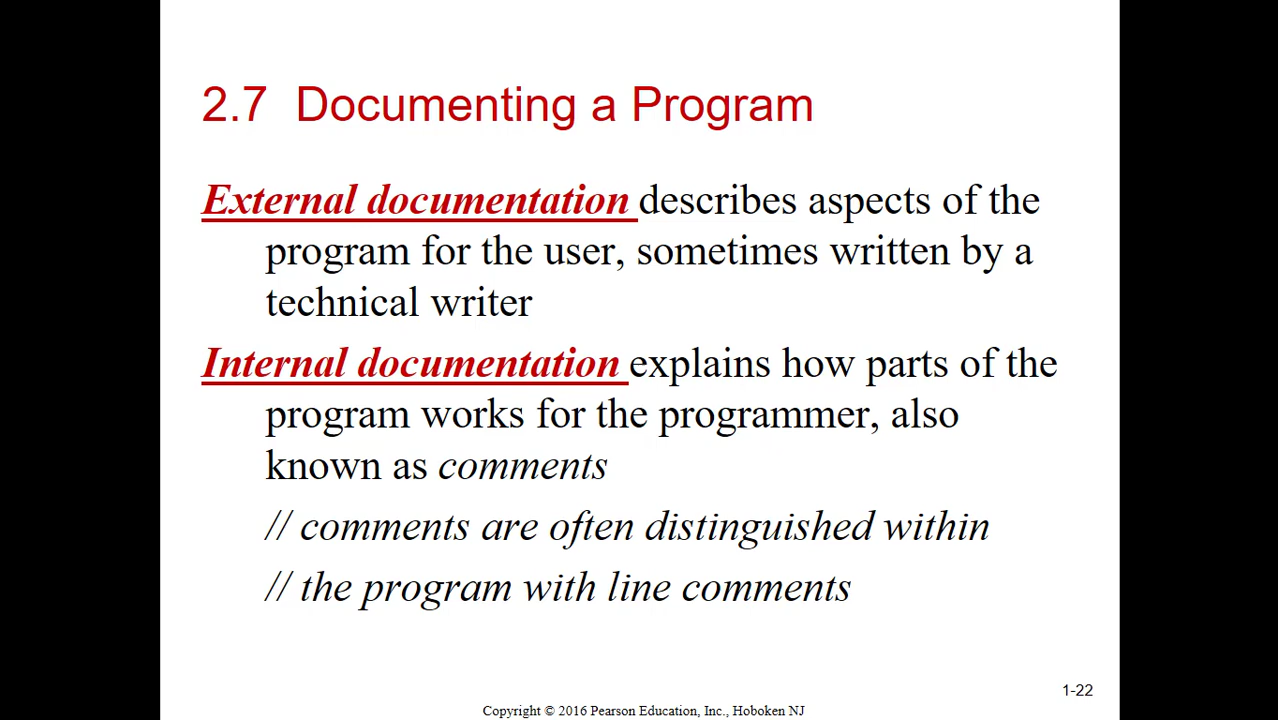 2.7 Documenting a Program
External documentation describes aspects of the
program for the user, sometimes written by a
technical writer
Internal documentation explains how parts of the
program works for the programmer, also
known as comments
// comments are often distinguished within
// the program with line comments
1-22
Copyright © 2016 Pearson Education, Inc., Hoboken NJ